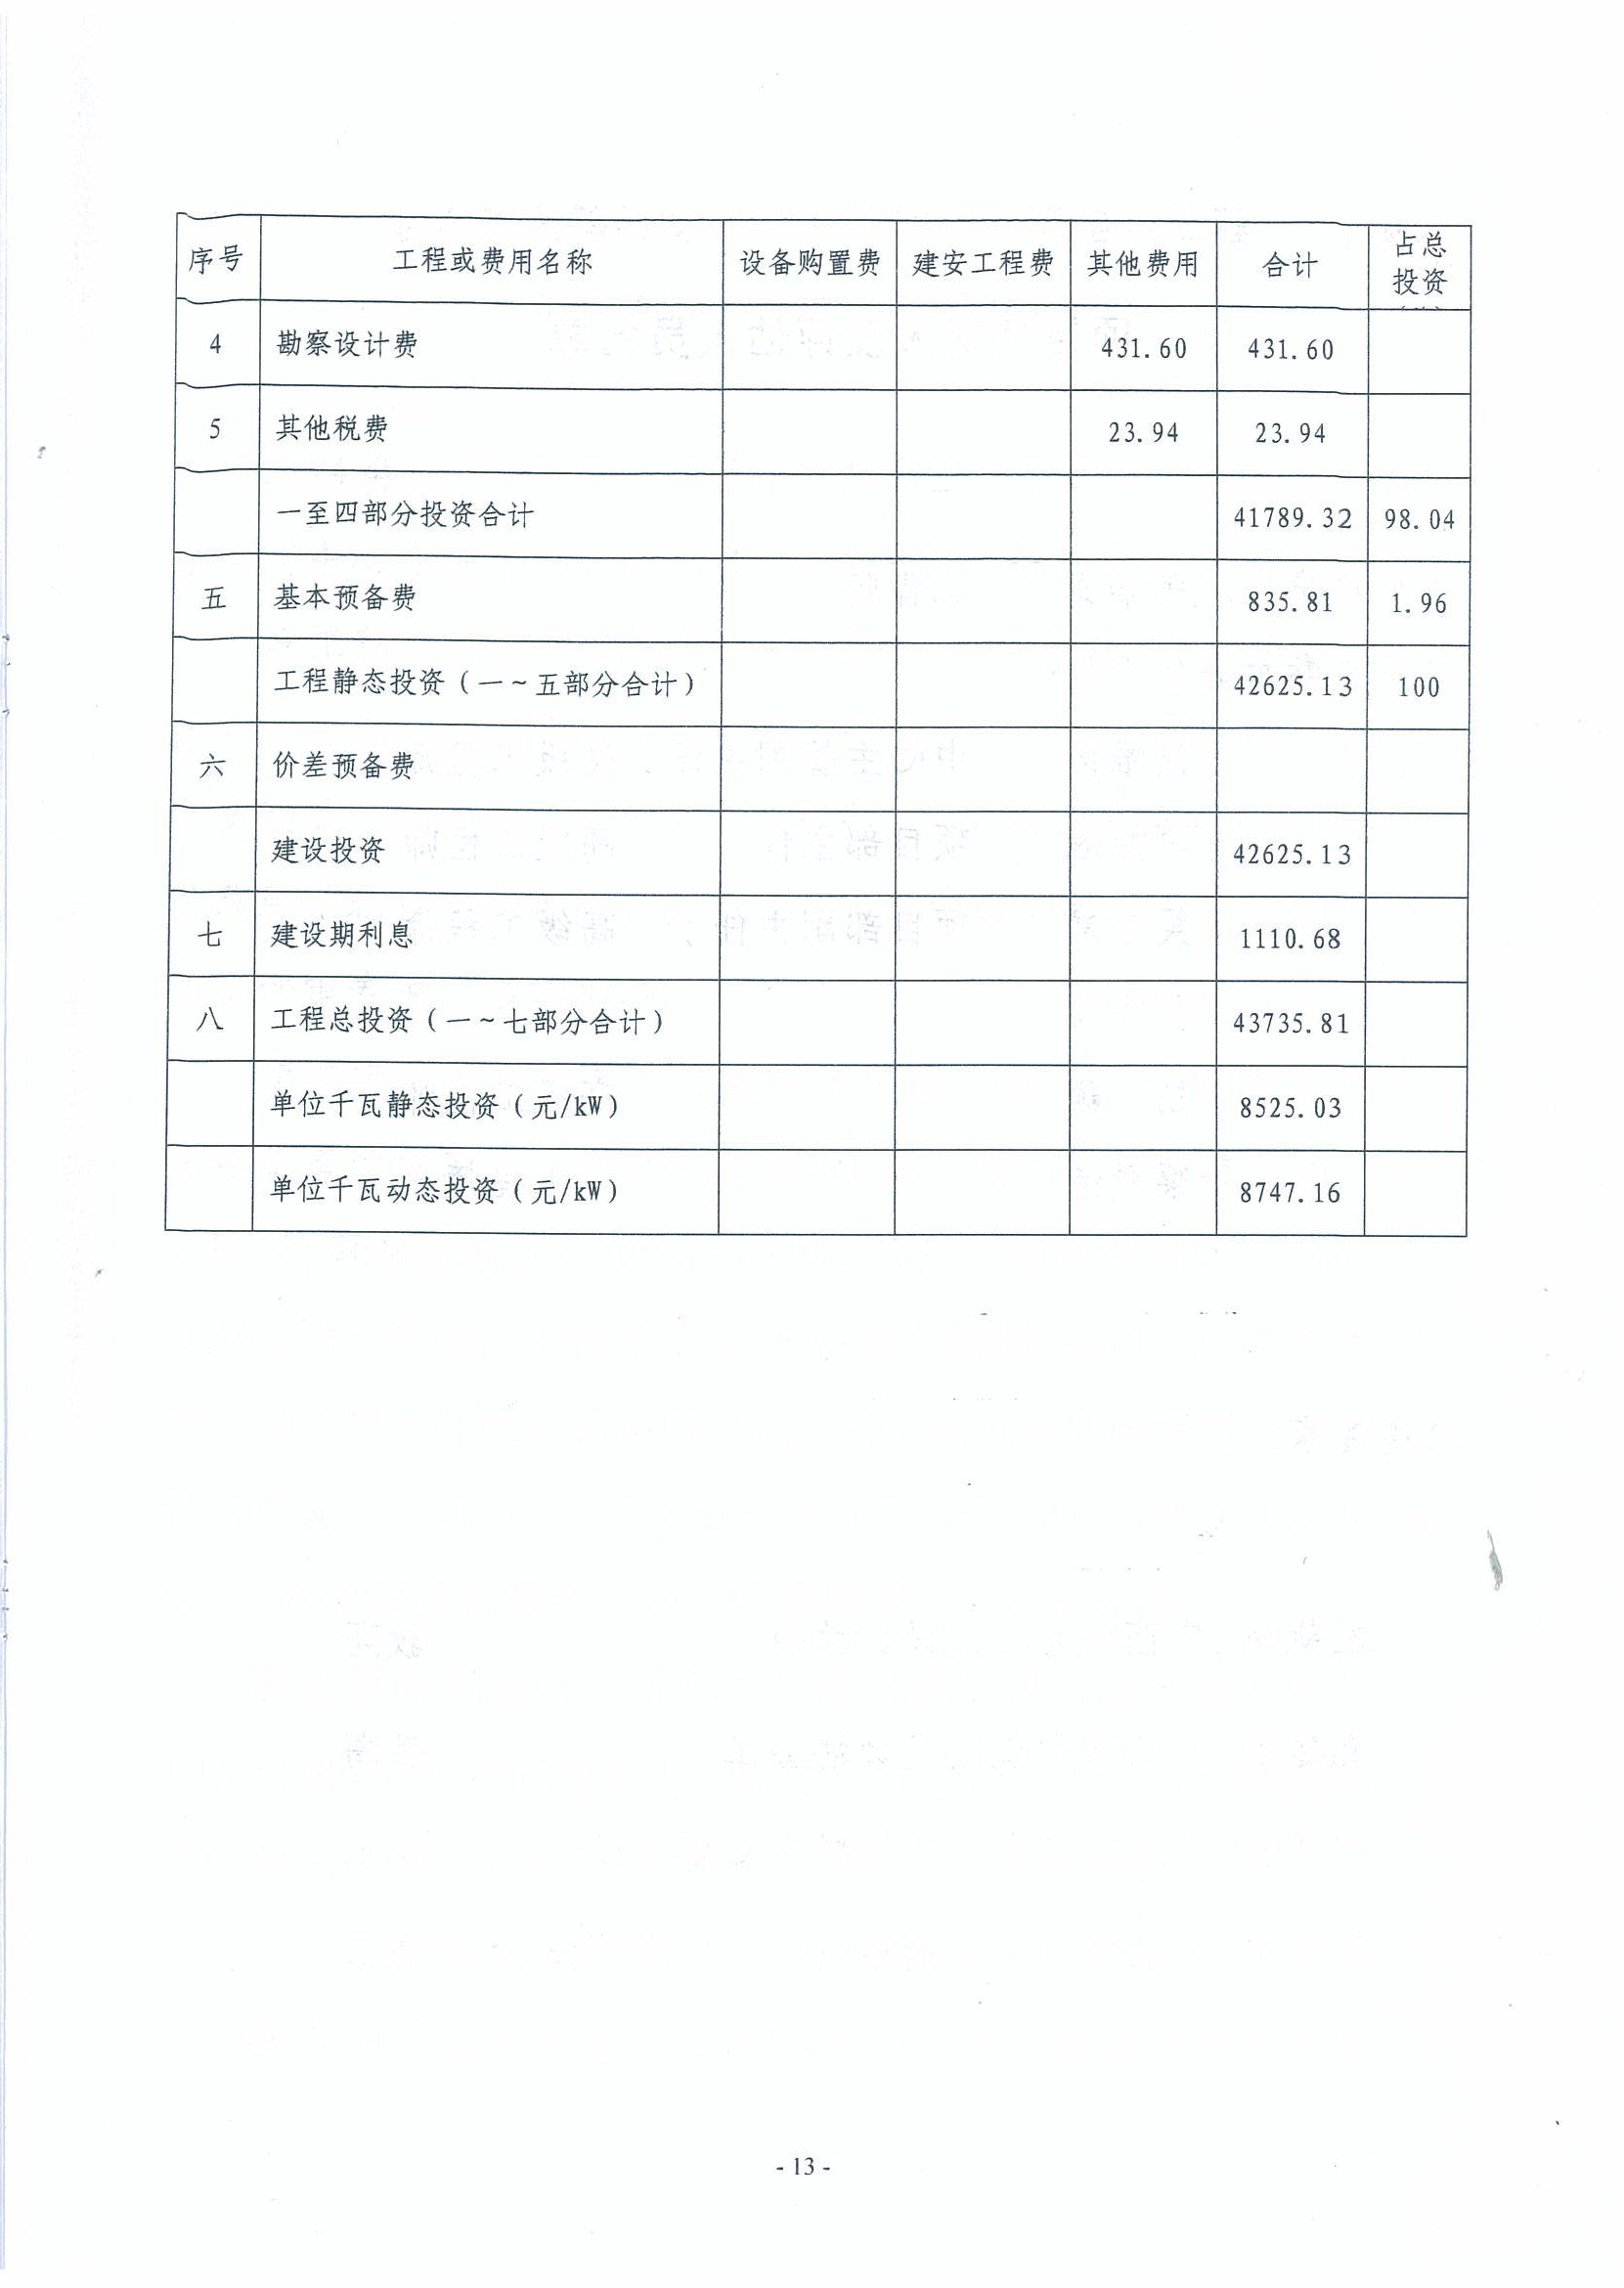 序号 工程或费用名称 设备购置费 建安工程费 其他费用 合计 占总投资
4 勘察设计费 431.60 431.60
5 其他税费 23.94 23.94
一至四部分投资合计 41789.32 98.04
五 基本预备费 835.81 1.96
工程静态投资（一~五部分合计） 42625.13 100
六 价差预备费
建设投资 42625.13
七 建设期利息 1110.68
八 工程总投资（一~七部分合计） 43735.81
单位千瓦静态投资（元/kW） 8525.03
单位千瓦动态投资（元/kW） 8747.16
- 13 -